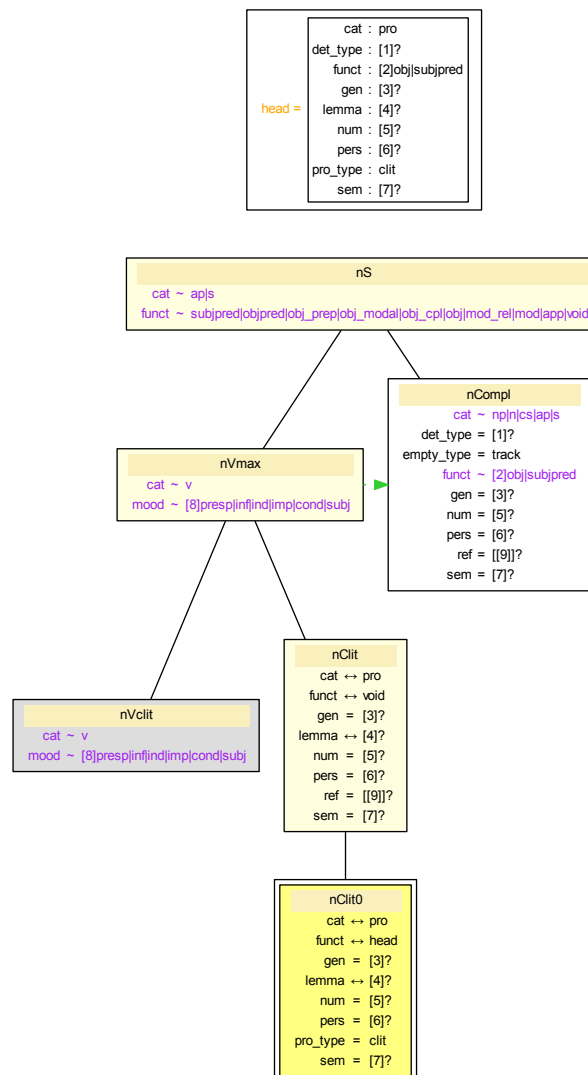 cat : pro
det_type : [1]?
funct : [2]obj|subjpred
gen : [3]?
head =
lemma : [4]?
num : [5]?
pers : [6]?
pro_type : clit
sem : [7]?
nS
cat ~ ap|s
funct ~ subjpred|objpred|obj_prep|obj_modal|obj_cpl|obj|mod_rel|mod|app|void
nCompl
cat ~ np|n|cs|ap|s
det_type = [1]?
empty_type = track
funct ~ [2]obj|subjpred
gen = [3]?
num = [5]?
pers = [6]?
ref = [[9]]?
sem = [7]?
nVmax
cat ~ v
mood ~ [8]presp|inf|ind|imp|cond|subj
nClit
cat ↔ pro
funct ↔ void
gen = [3]?
lemma ↔ [4]?
num = [5]?
pers = [6]?
ref = [[9]]?
sem = [7]?
nVclit
cat ~ v
mood ~ [8]presp|inf|ind|imp|cond|subj
nClit0
cat ↔ pro
funct ↔ head
gen = [3]?
lemma ↔ [4]?
num = [5]?
pers = [6]?
pro_type = clit
sem = [7]?